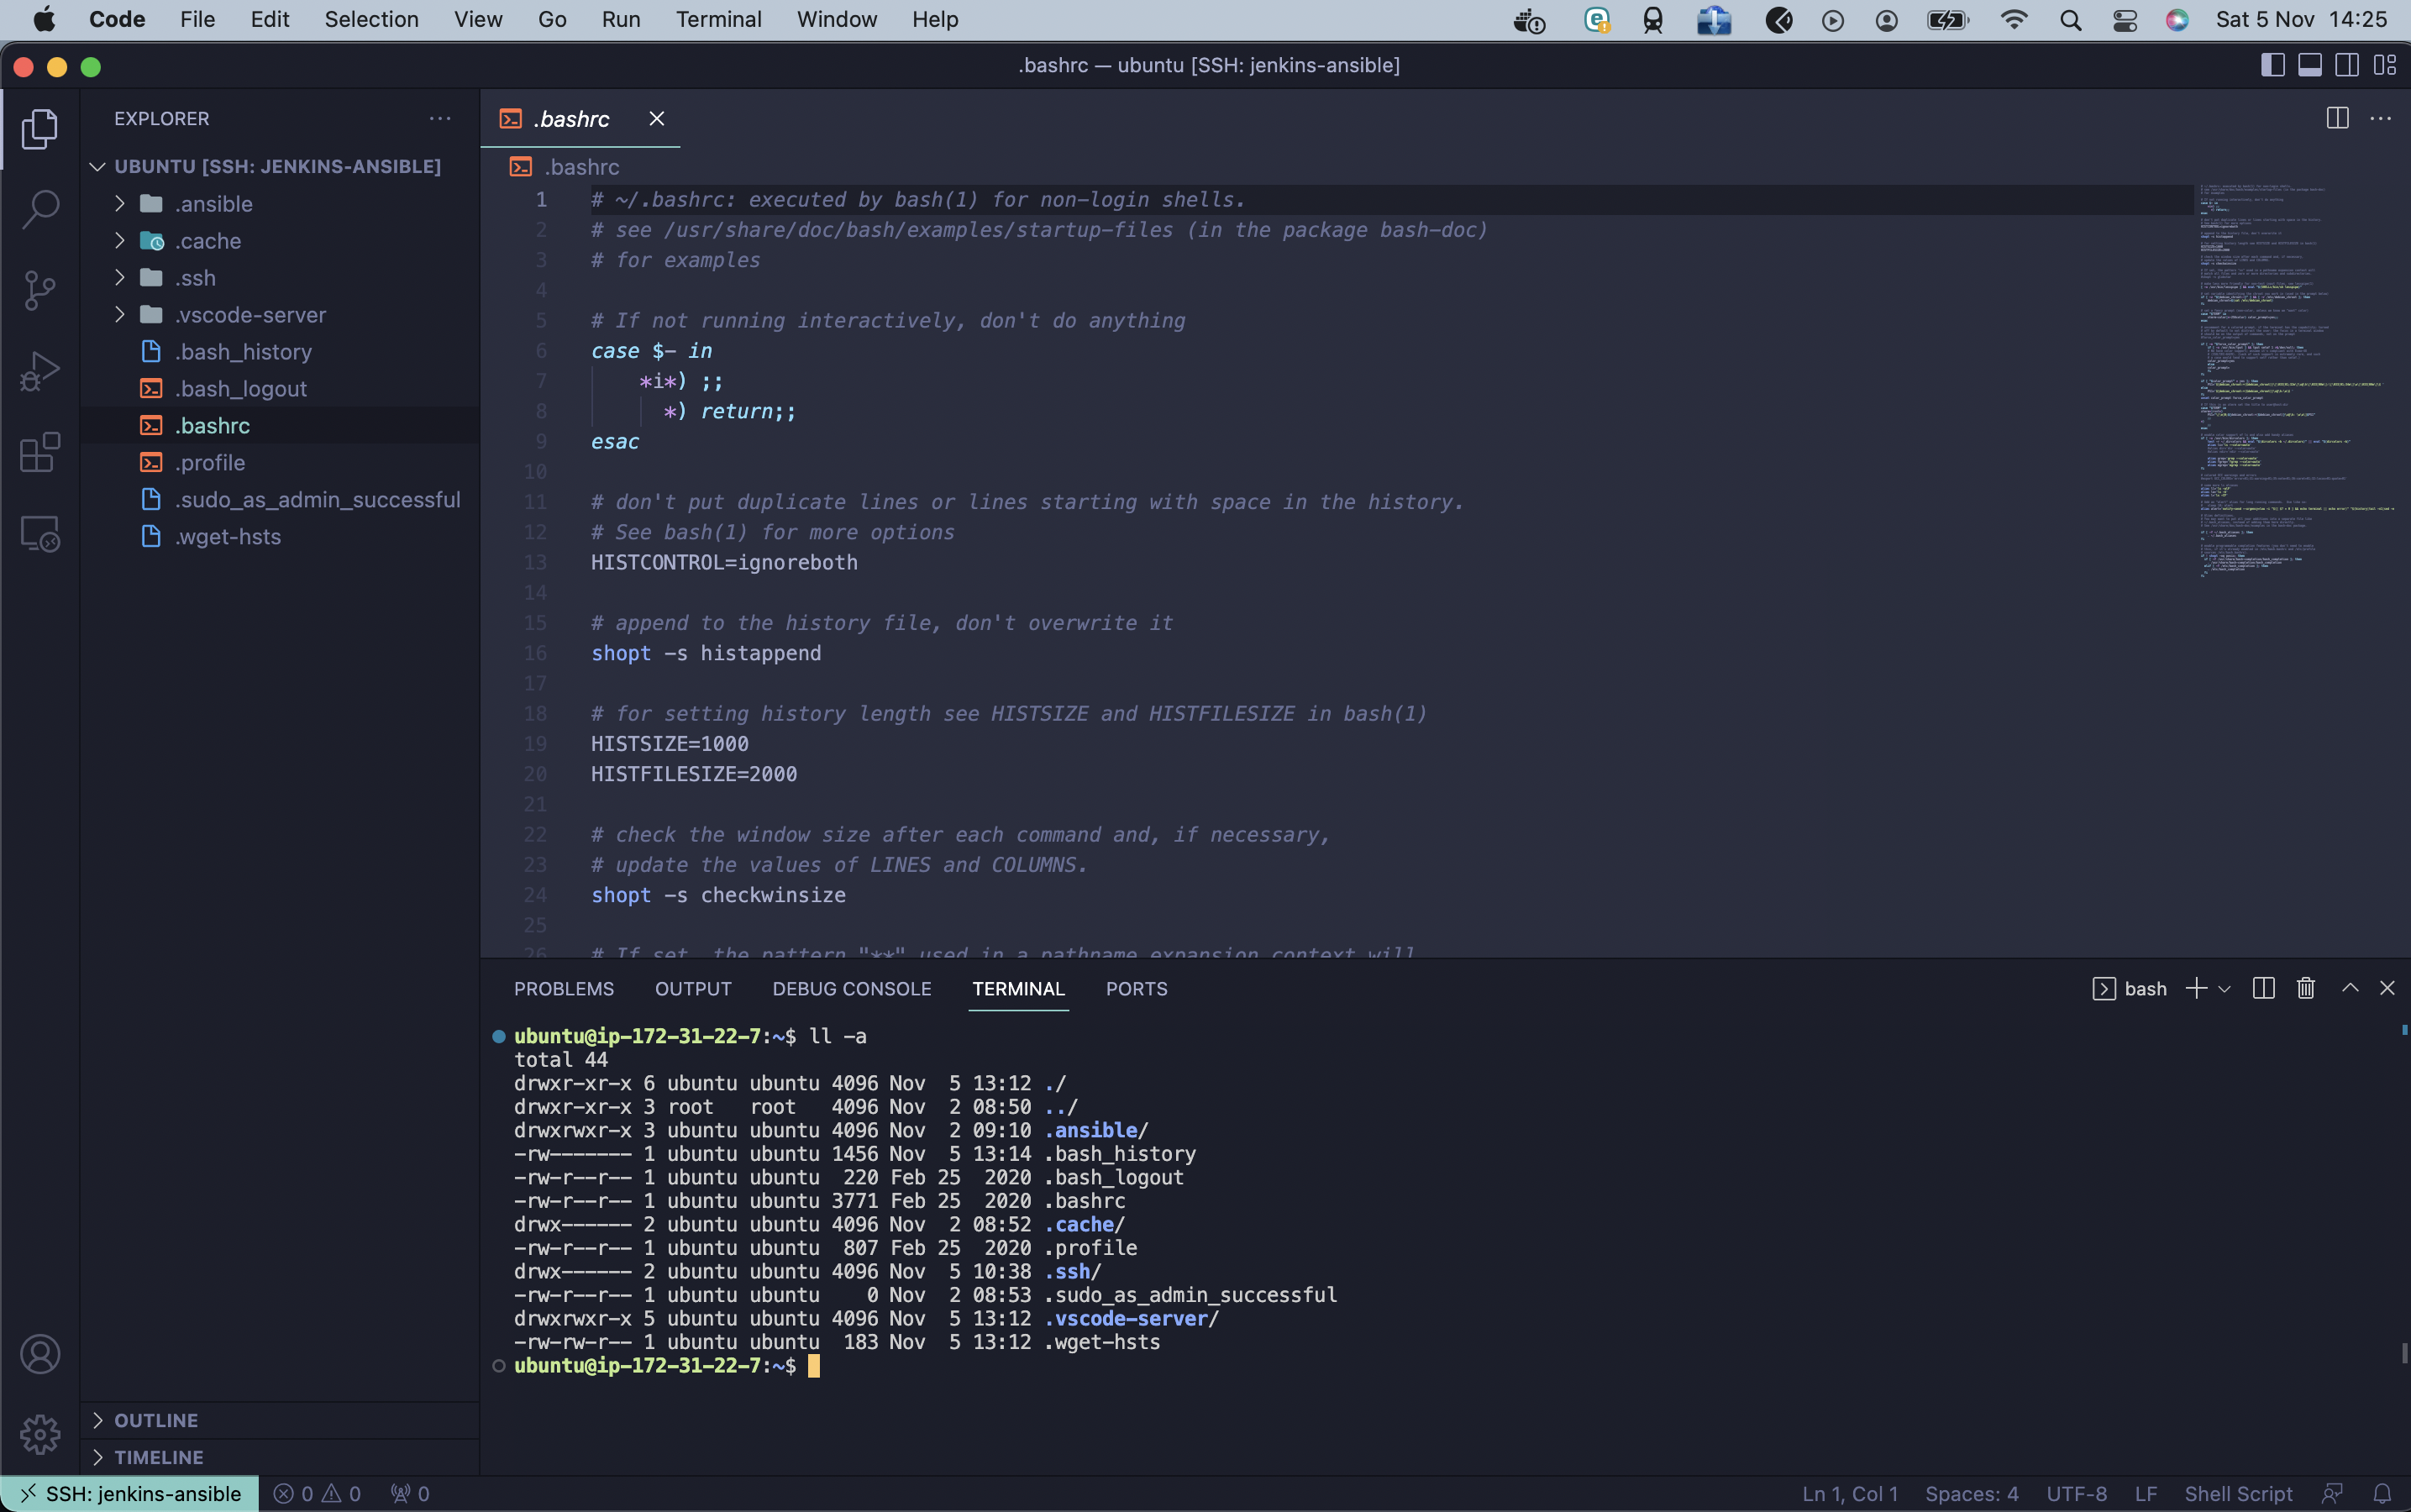 Code File Edit Selection View Go Run Terminal Window Help Sat 5 Nov 14:25
.bashrc — ubuntu [SSH: jenkins-ansible]
EXPLORER
UBUNTU [SSH: JENKINS-ANSIBLE]
.ansible
.cache
.ssh
.vscode-server
.bash_history
.bash_logout
.bashrc
.profile
.sudo_as_admin_successful
.wget-hsts
OUTLINE
TIMELINE
.bashrc
.bashrc
1 # ~/.bashrc: executed by bash(1) for non-login shells.
2 # see /usr/share/doc/bash/examples/startup-files (in the package bash-doc)
3 # for examples
4
5 # If not running interactively, don't do anything
6 case $- in
7 *i*) ;;
8 *) return;;
9 esac
10
11 # don't put duplicate lines or lines starting with space in the history.
12 # See bash(1) for more options
13 HISTCONTROL=ignoreboth
14
15 # append to the history file, don't overwrite it
16 shopt -s histappend
17
18 # for setting history length see HISTSIZE and HISTFILESIZE in bash(1)
19 HISTSIZE=1000
20 HISTFILESIZE=2000
21
22 # check the window size after each command and, if necessary,
23 # update the values of LINES and COLUMNS.
24 shopt -s checkwinsize
25
26 # If set, the pattern "**" used in a pathname expansion context will
PROBLEMS OUTPUT DEBUG CONSOLE TERMINAL PORTS bash
ubuntu@ip-172-31-22-7:~$ ll -a
total 44
drwxr-xr-x 6 ubuntu ubuntu 4096 Nov  5 13:12 ./
drwxr-xr-x 3 root   root   4096 Nov  2 08:50 ../
drwxrwxr-x 3 ubuntu ubuntu 4096 Nov  2 09:10 .ansible/
-rw------- 1 ubuntu ubuntu 1456 Nov  5 13:14 .bash_history
-rw-r--r-- 1 ubuntu ubuntu  220 Feb 25  2020 .bash_logout
-rw-r--r-- 1 ubuntu ubuntu 3771 Feb 25  2020 .bashrc
drwx------ 2 ubuntu ubuntu 4096 Nov  2 08:52 .cache/
-rw-r--r-- 1 ubuntu ubuntu  807 Feb 25  2020 .profile
drwx------ 2 ubuntu ubuntu 4096 Nov  5 10:38 .ssh/
-rw-r--r-- 1 ubuntu ubuntu    0 Nov  2 08:53 .sudo_as_admin_successful
drwxrwxr-x 5 ubuntu ubuntu 4096 Nov  5 13:12 .vscode-server/
-rw-rw-r-- 1 ubuntu ubuntu  183 Nov  5 13:12 .wget-hsts
ubuntu@ip-172-31-22-7:~$
SSH: jenkins-ansible 0 0 0 Ln 1, Col 1 Spaces: 4 UTF-8 LF Shell Script